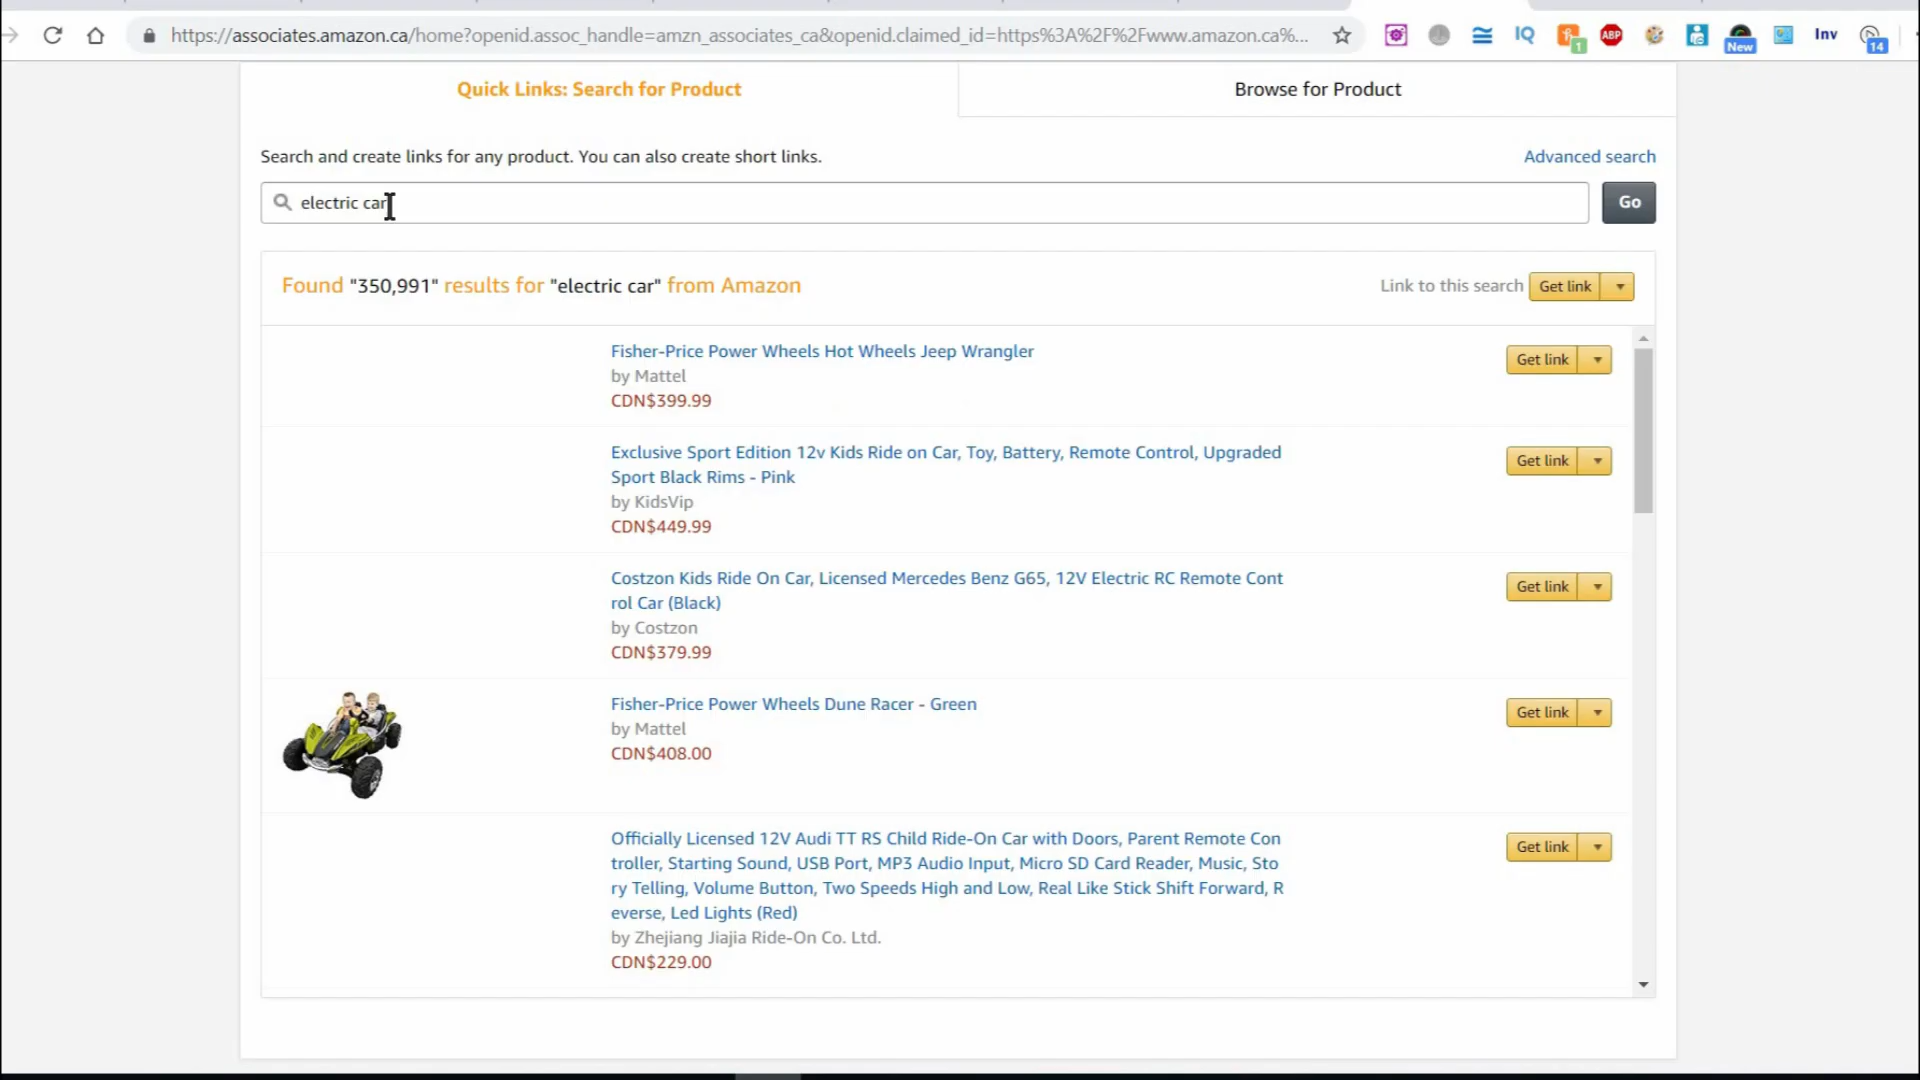 https://associates.amazon.ca/home?openid.assoc_handle=amzn_associates_ca&openid.claimed_id=https%3A%2F%2Fwww.amazon.ca%...
IQ
1
ABP
New
Inv
14
Quick Links: Search for Product
Browse for Product
Search and create links for any product. You can also create short links.
Advanced search
electric car
Go
Found "350,991" results for "electric car" from Amazon
Link to this search
Get link
Fisher-Price Power Wheels Hot Wheels Jeep Wrangler
by Mattel
CDN$399.99
Get link
Exclusive Sport Edition 12v Kids Ride on Car, Toy, Battery, Remote Control, Upgraded
Sport Black Rims - Pink
by KidsVip
CDN$449.99
Get link
Costzon Kids Ride On Car, Licensed Mercedes Benz G65, 12V Electric RC Remote Cont
rol Car (Black)
by Costzon
CDN$379.99
Get link
Fisher-Price Power Wheels Dune Racer - Green
by Mattel
CDN$408.00
Get link
Officially Licensed 12V Audi TT RS Child Ride-On Car with Doors, Parent Remote Con
troller, Starting Sound, USB Port, MP3 Audio Input, Micro SD Card Reader, Music, Sto
ry Telling, Volume Button, Two Speeds High and Low, Real Like Stick Shift Forward, R
everse, Led Lights (Red)
by Zhejiang Jiajia Ride-On Co. Ltd.
CDN$229.00
Get link